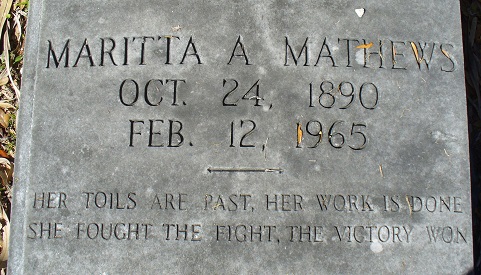 MARITTA A MATHEWS
OCT. 24, 1890
FEB. 12, 1965
HER TOILS ARE PAST, HER WORK IS DONE
SHE FOUGHT THE FIGHT, THE VICTORY WON